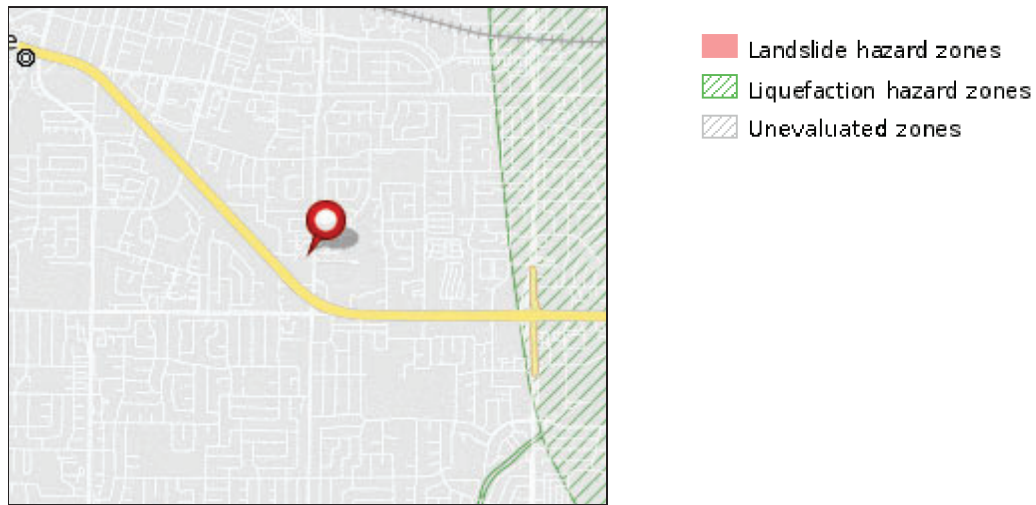 e
Landslide hazard zones
Liquefaction hazard zones
Unevaluated zones